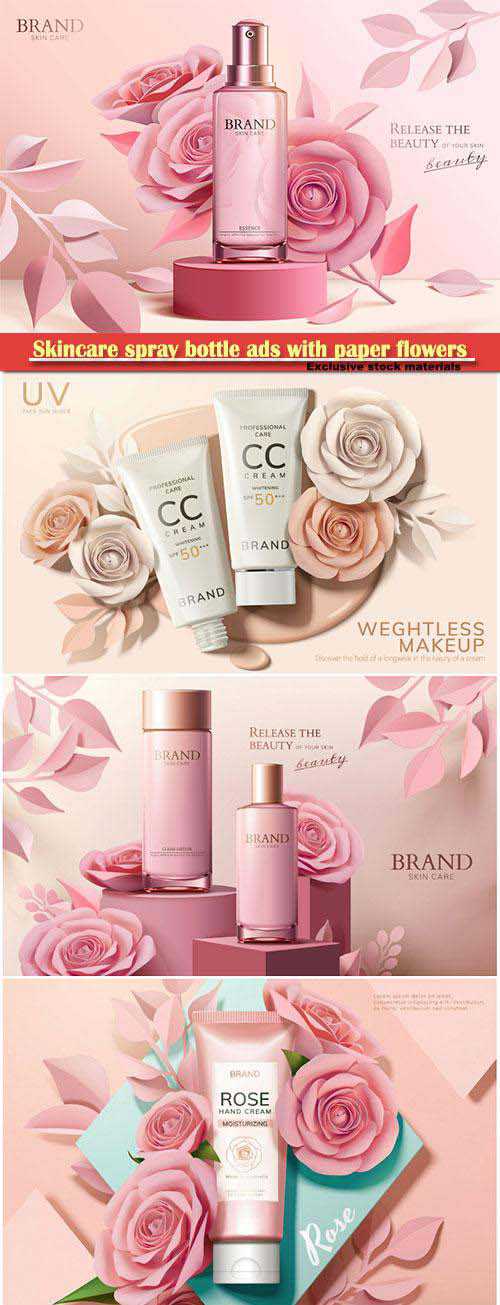 BRAND
SKIN CARE
BRAND
SKIN CARE
RELEASE THE
BEAUTY OF YOUR SKIN
beauty
ESSENCE
Skincare spray bottle ads with paper flowers
Exclusive stock materials
UV
PROFESSIONAL
CARE
CC
CREAM
WHITENING
SPF 50+++
BRAND
PROFESSIONAL
CARE
CC
CREAM
WHITENING
SPF 50+++
BRAND
WEGHTLESS
MAKEUP
RELEASE THE
BEAUTY OF YOUR SKIN
beauty
BRAND
SKIN CARE
BRAND
SKIN CARE
BRAND
SKIN CARE
BRAND
ROSE
HAND CREAM
MOISTURIZING
Rose